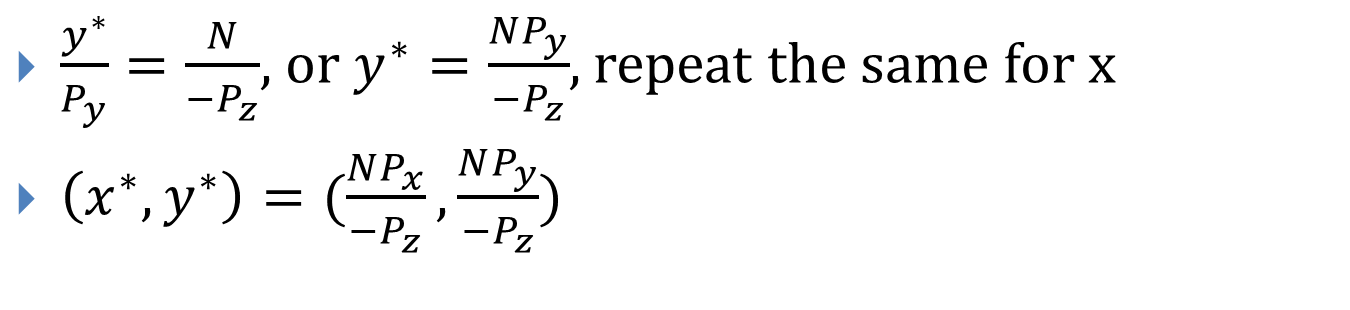 ▶ y*/P_y = N/−P_z, or y* = NP_y/−P_z, repeat the same for x
▶ (x*, y*) = (NP_x/−P_z, NP_y/−P_z)